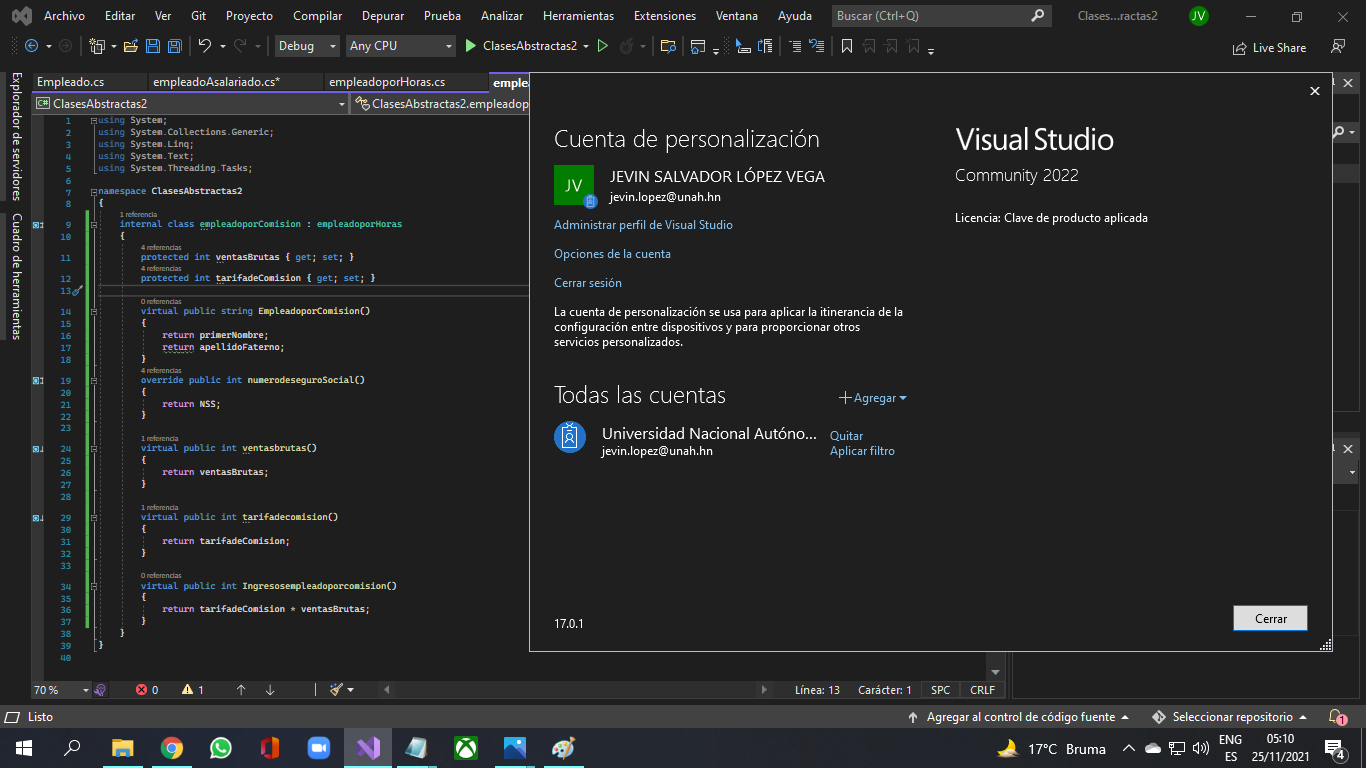 Archivo Editar Ver Git Proyecto Compilar Depurar Prueba Analizar Herramientas Extensiones Ventana Ayuda Buscar (Ctrl+Q) Clases...ractas2 JV
Debug Any CPU ClasesAbstractas2 Live Share
Explorador de servidores
Cuadro de herramientas
Empleado.cs empleadoAsalariado.cs* empleadoporHoras.cs
C# ClasesAbstractas2 ClasesAbstractas2.empleadop
1 using System;
2 using System.Collections.Generic;
3 using System.Linq;
4 using System.Text;
5 using System.Threading.Tasks;
6
7 namespace ClasesAbstractas2
8 {
1 referencia
9 internal class empleadoporComision : empleadoporHoras
10 {
4 referencias
11 protected int ventasBrutas { get; set; }
4 referencias
12 protected int tarifadeComision { get; set; }
13
0 referencias
14 virtual public string EmpleadoporComision()
15 {
16 return primerNombre;
17 return apellidoFaterno;
18 }
4 referencias
19 override public int numerodeseguroSocial()
20 {
21 return NSS;
22 }
23
1 referencia
24 virtual public int ventasbrutas()
25 {
26 return ventasBrutas;
27 }
28
1 referencia
29 virtual public int tarifadecomision()
30 {
31 return tarifadeComision;
32 }
33
0 referencias
34 virtual public int Ingresosempleadoporcomision()
35 {
36 return tarifadeComision * ventasBrutas;
37 }
38 }
39 }
40
Cuenta de personalización
JV
JEVIN SALVADOR LÓPEZ VEGA
jevin.lopez@unah.hn
Administrar perfil de Visual Studio
Opciones de la cuenta
Cerrar sesión
La cuenta de personalización se usa para aplicar la itinerancia de la
configuración entre dispositivos y para proporcionar otros
servicios personalizados.
Todas las cuentas Agregar
Universidad Nacional Autóno... Quitar
jevin.lopez@unah.hn Aplicar filtro
17.0.1
Visual Studio
Community 2022
Licencia: Clave de producto aplicada
Cerrar
70 % 0 1 Línea: 13 Carácter: 1 SPC CRLF
Listo Agregar al control de código fuente Seleccionar repositorio 1
17°C Bruma ENG ES 05:10 25/11/2021 4